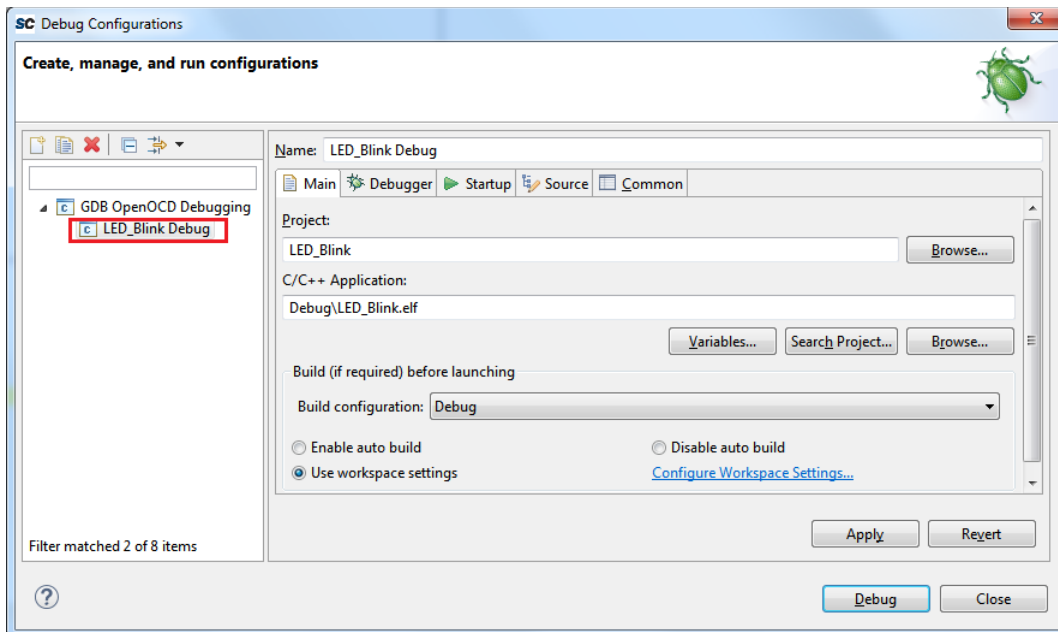 SC Debug Configurations
Create, manage, and run configurations
GDB OpenOCD Debugging
LED_Blink Debug
Filter matched 2 of 8 items
Name: LED_Blink Debug
Main Debugger Startup Source Common
Project:
LED_Blink Browse...
C/C++ Application:
Debug\LED_Blink.elf
Variables... Search Project... Browse...
Build (if required) before launching
Build configuration: Debug
Enable auto build Disable auto build
Use workspace settings Configure Workspace Settings...
Apply Revert
Debug Close